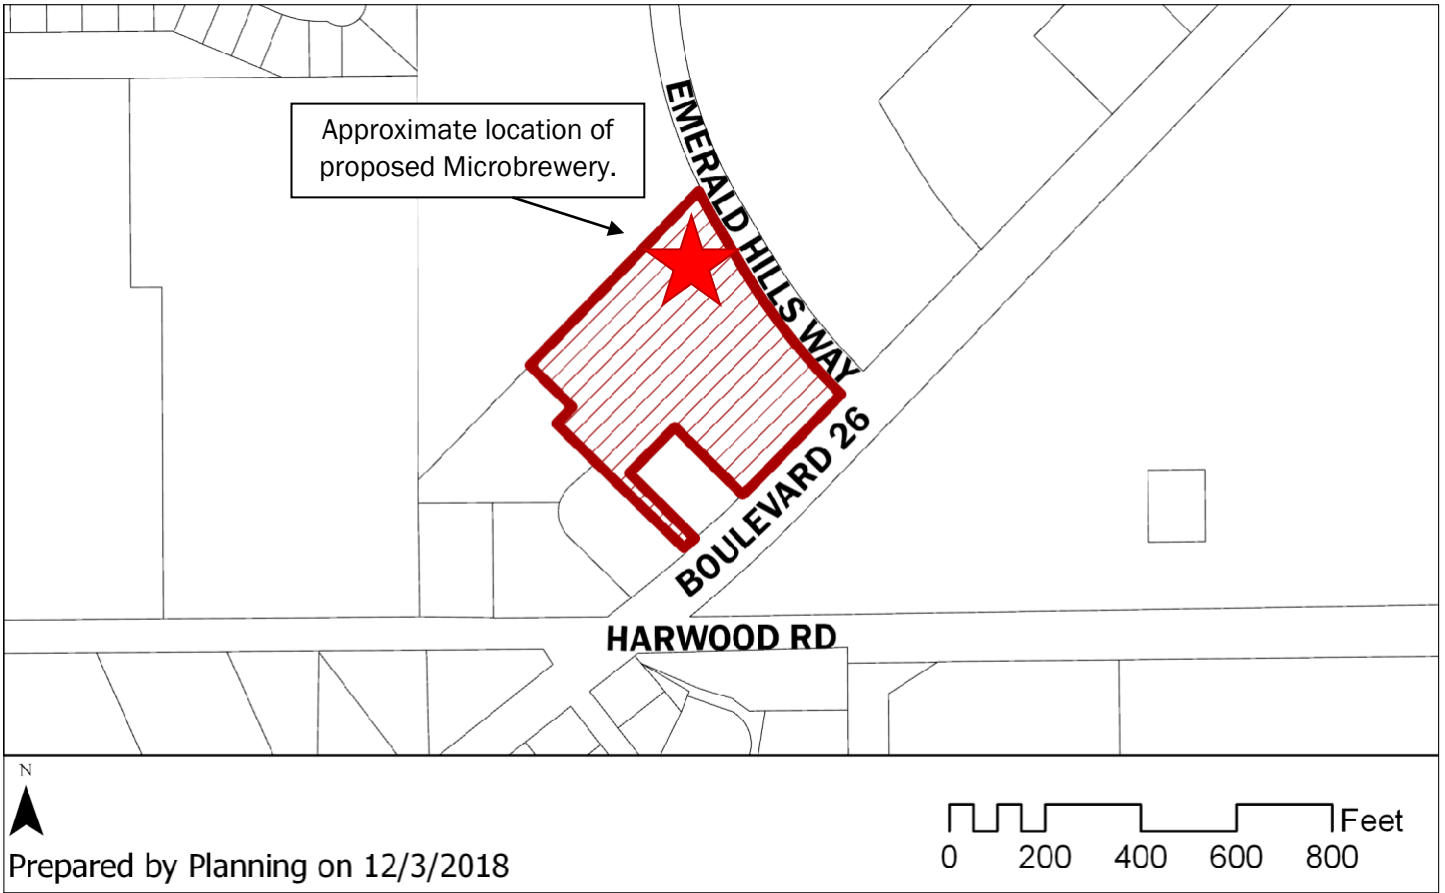 Approximate location of
proposed Microbrewery.
EMERALD HILLS WAY
BOULEVARD 26
HARWOOD RD
N
Prepared by Planning on 12/3/2018
Feet
0 200 400 600 800